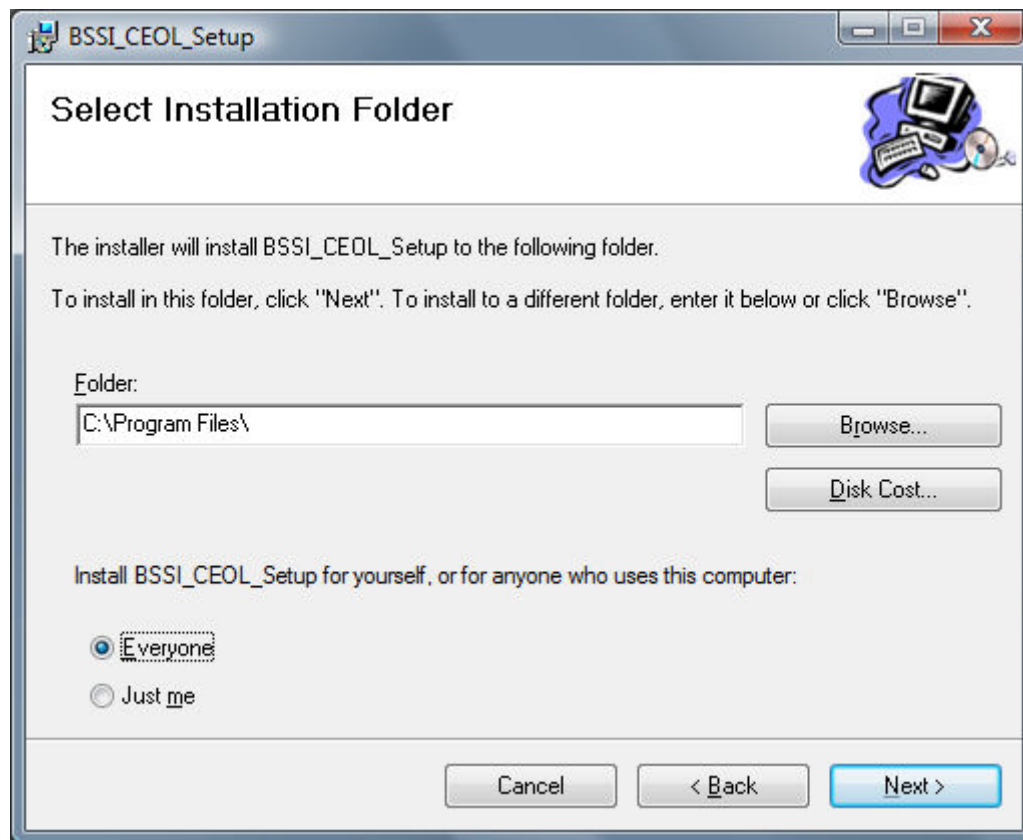 BSSI_CEOL_Setup
Select Installation Folder
The installer will install BSSI_CEOL_Setup to the following folder.
To install in this folder, click "Next". To install to a different folder, enter it below or click "Browse".
Folder:
C:\Program Files\
Browse...
Disk Cost...
Install BSSI_CEOL_Setup for yourself, or for anyone who uses this computer:
Everyone
Just me
Cancel
< Back
Next >